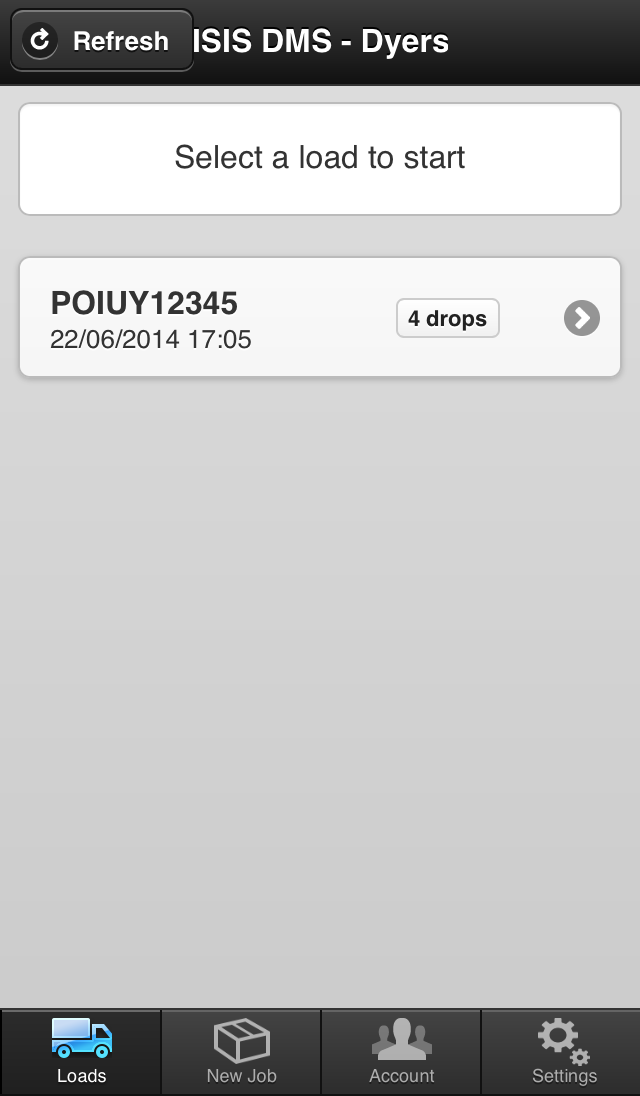 Refresh ISIS DMS - Dyers
Select a load to start
POIUY12345
22/06/2014 17:05
4 drops
Loads New Job Account Settings